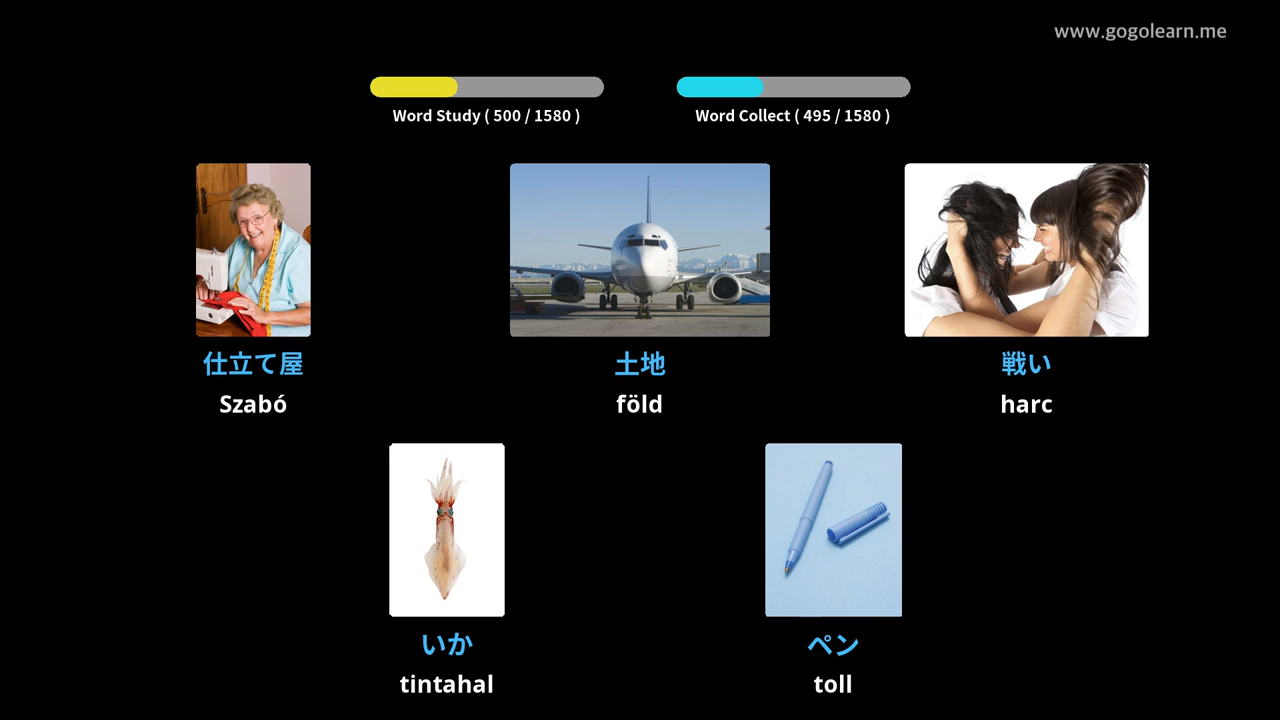 www.gogolearn.me
Word Study ( 500 / 1580 )
Word Collect ( 495 / 1580 )
仕立て屋
Szabó
土地
föld
戦い
harc
いか
tintahal
ペン
toll